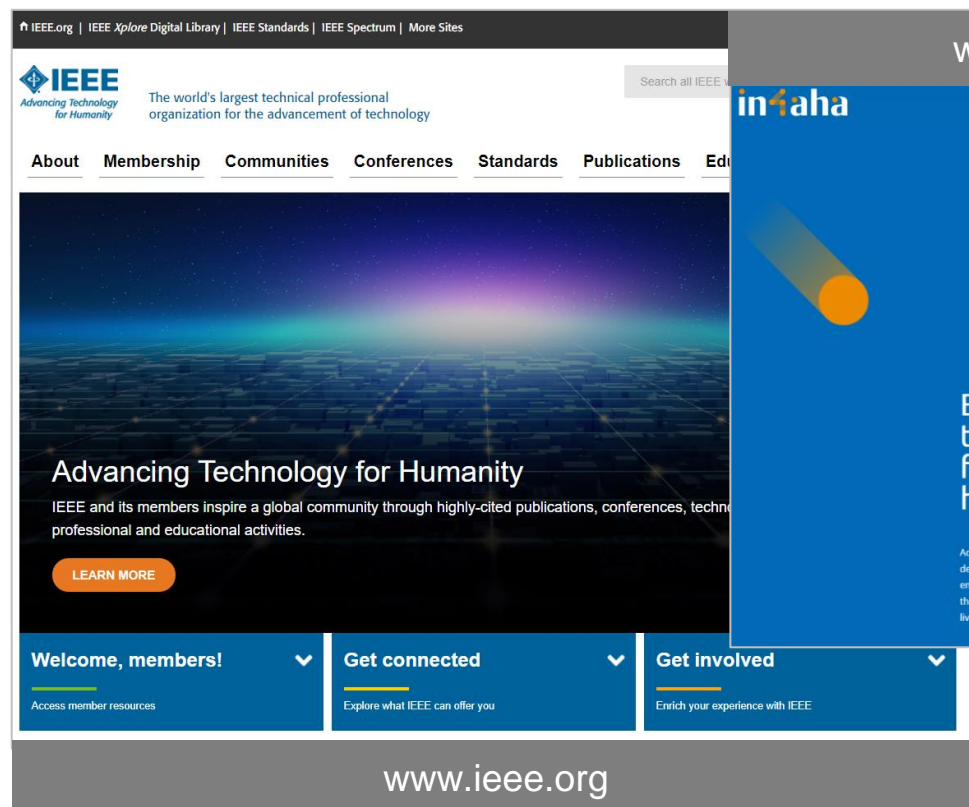 IEEE.org | IEEE Xplore Digital Library | IEEE Standards | IEEE Spectrum | More Sites
IEEE
Advancing Technology
for Humanity
The world's largest technical professional
organization for the advancement of technology
Search all IEEE
in4aha
About Membership Communities Conferences Standards Publications
Advancing Technology for Humanity
IEEE and its members inspire a global community through highly-cited publications, conferences,
professional and educational activities.
LEARN MORE
Welcome, members!
Access member resources
Get connected
Explore what IEEE can offer you
Get involved
Enrich your experience with IEEE
www.ieee.org